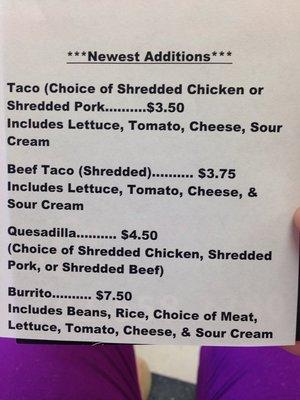 ***Newest Additions***
Taco (Choice of Shredded Chicken or
Shredded Pork..........$3.50
Includes Lettuce, Tomato, Cheese, Sour
Cream
Beef Taco (Shredded).......... $3.75
Includes Lettuce, Tomato, Cheese, &
Sour Cream
Quesadilla.......... $4.50
(Choice of Shredded Chicken, Shredded
Pork, or Shredded Beef)
Burrito.......... $7.50
Includes Beans, Rice, Choice of Meat,
Lettuce, Tomato, Cheese, & Sour Cream